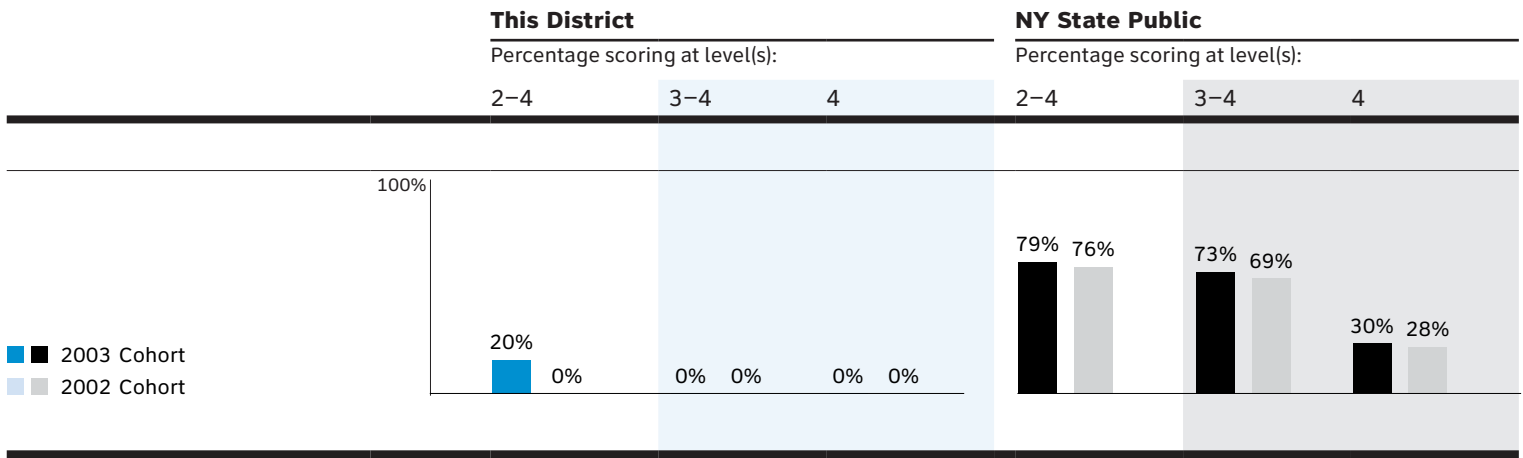 This District
NY State Public
Percentage scoring at level(s):
Percentage scoring at level(s):
2–4 3–4 4
2–4 3–4 4
100%
79% 76% 73% 69%
30% 28%
20%
0% 0% 0% 0% 0%
2003 Cohort
2002 Cohort